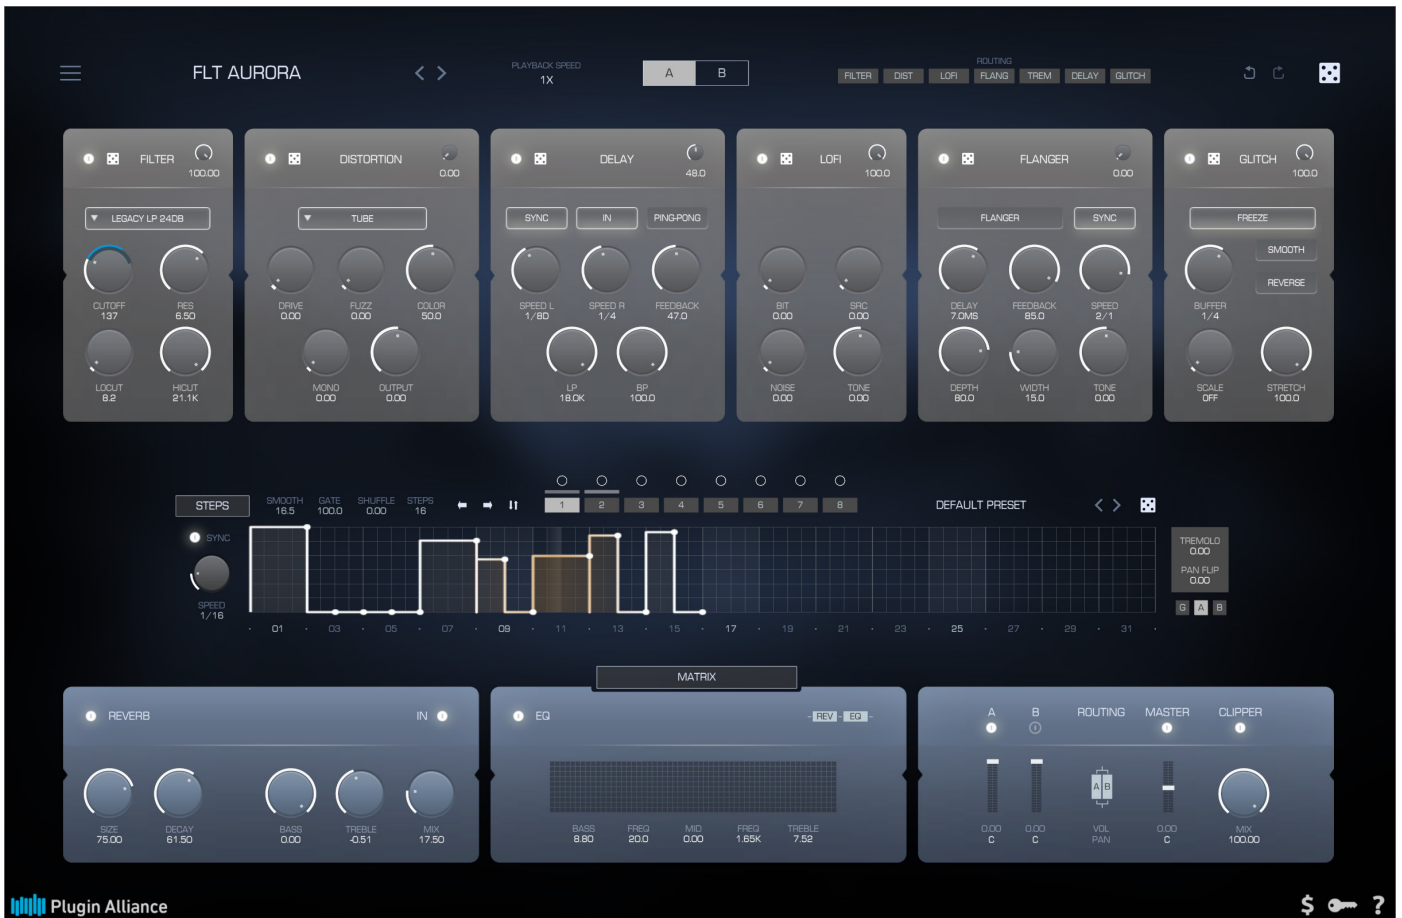 FLT AURORA
PLAYBACK SPEED
1X
A B
ROUTING
FILTER DIST LOFI FLANG TREM DELAY GLITCH
FILTER
100.00
LEGACY LP 24DB
CUTOFF RES
137 6.50
LOCUT HICUT
8.2 21.1K
DISTORTION
0.00
TUBE
DRIVE FUZZ COLOR
0.00 0.00 50.0
MONO OUTPUT
0.00 0.00
DELAY
48.0
SYNC IN PING-PONG
SPEED L SPEED R FEEDBACK
1/8D 1/4 47.0
LP BP
18.0K 100.0
LOFI
100.0
BIT SRC
0.00 0.00
NOISE TONE
0.00 0.00
FLANGER
0.00
FLANGER SYNC
DELAY FEEDBACK SPEED
7.0MS 85.0 2/1
DEPTH WIDTH TONE
80.0 15.0 0.00
GLITCH
100.0
FREEZE
SMOOTH
REVERSE
BUFFER
1/4
SCALE STRETCH
OFF 100.0
STEPS
SMOOTH GATE SHUFFLE STEPS
16.5 100.0 0.00 16
1 2 3 4 5 6 7 8
DEFAULT PRESET
SYNC
SPEED
1/16
TREMOLO
0.00
PAN FLIP
0.00
G A B
01 03 05 07 09 11 13 15 17 19 21 23 25 27 29 31
MATRIX
REVERB IN
SIZE DECAY BASS TREBLE MIX
75.00 61.50 0.00 -0.51 17.50
EQ
REV EQ
BASS FREQ MID FREQ TREBLE
8.80 20.0 0.00 1.65K 7.52
A B ROUTING MASTER CLIPPER
A B
0.00 0.00 VOL 0.00 MIX
C C PAN C 100.00
Plugin Alliance
$ ?